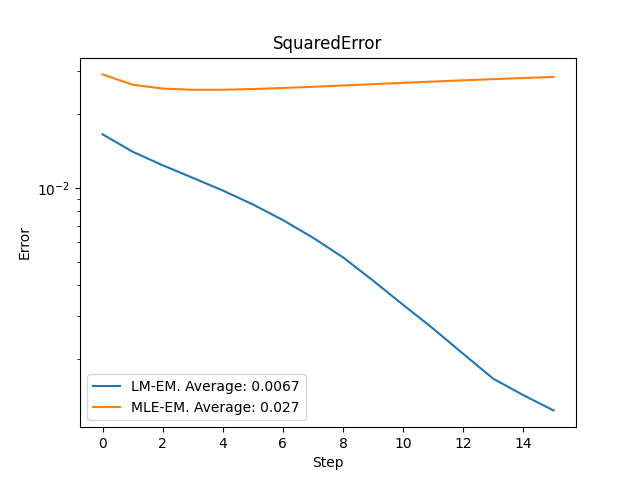 SquaredError
Error
10⁻²
LM-EM. Average: 0.0067
MLE-EM. Average: 0.027
0 2 4 6 8 10 12 14
Step